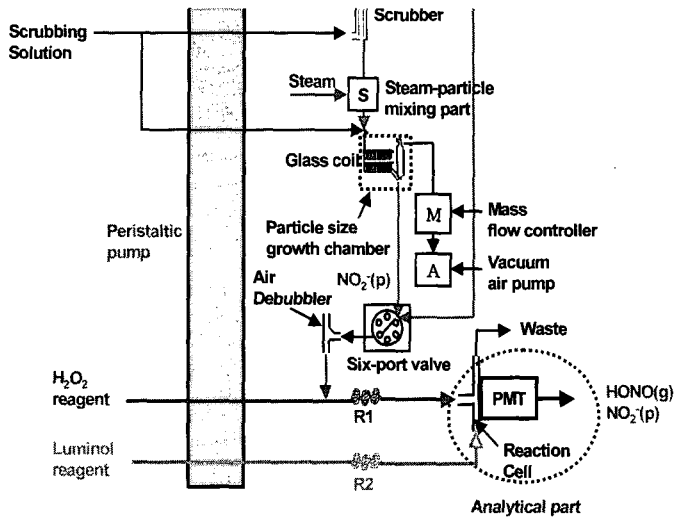 Scrubber
Scrubbing
Solution
Steam
S
Steam-particle
mixing part
Glass coil
Peristaltic
pump
Particle size
growth chamber
M
Mass
flow controller
A
Vacuum
air pump
NO₂⁻(p)
Air
Debubbler
Six-port valve
Waste
H₂O₂
reagent
R1
PMT
HONO(g)
NO₂⁻(p)
Luminol
reagent
R2
Reaction
Cell
Analytical part